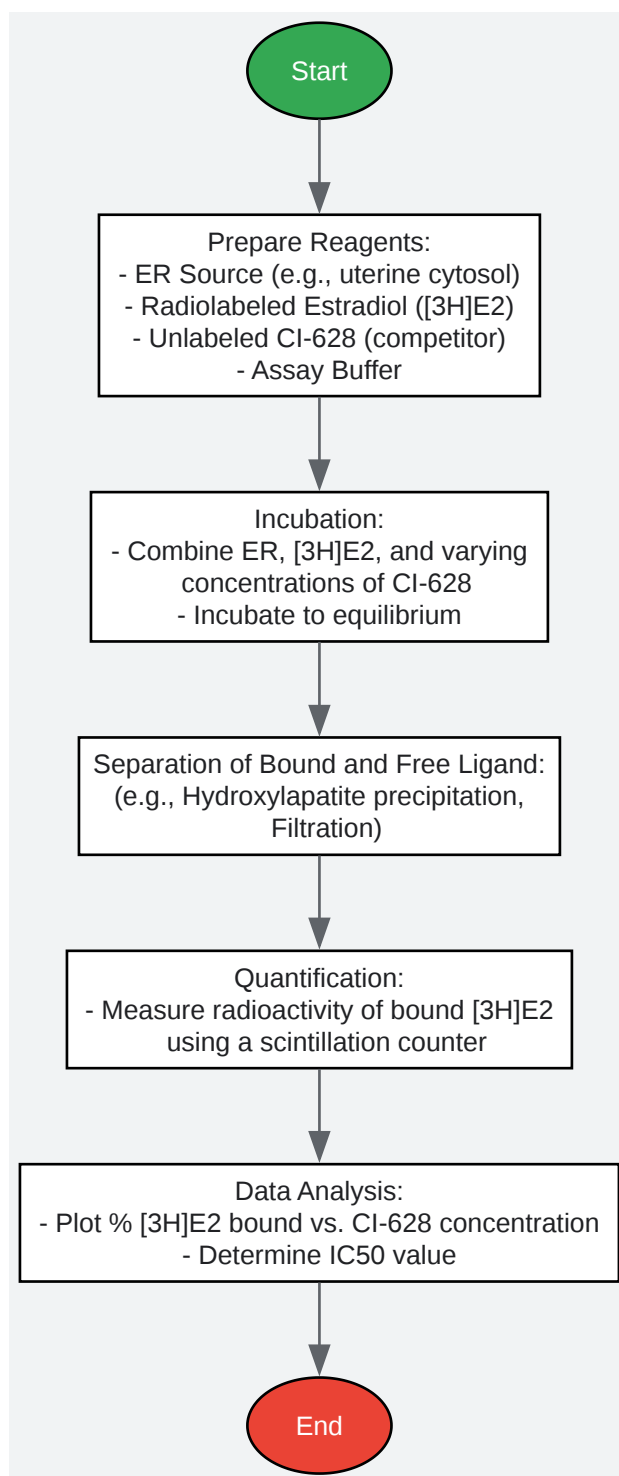 Start
Prepare Reagents:
- ER Source (e.g., uterine cytosol)
- Radiolabeled Estradiol ([3H]E2)
- Unlabeled CI-628 (competitor)
- Assay Buffer
Incubation:
- Combine ER, [3H]E2, and varying
concentrations of CI-628
- Incubate to equilibrium
Separation of Bound and Free Ligand:
(e.g., Hydroxylapatite precipitation,
Filtration)
Quantification:
- Measure radioactivity of bound [3H]E2
using a scintillation counter
Data Analysis:
- Plot % [3H]E2 bound vs. CI-628 concentration
- Determine IC50 value
End